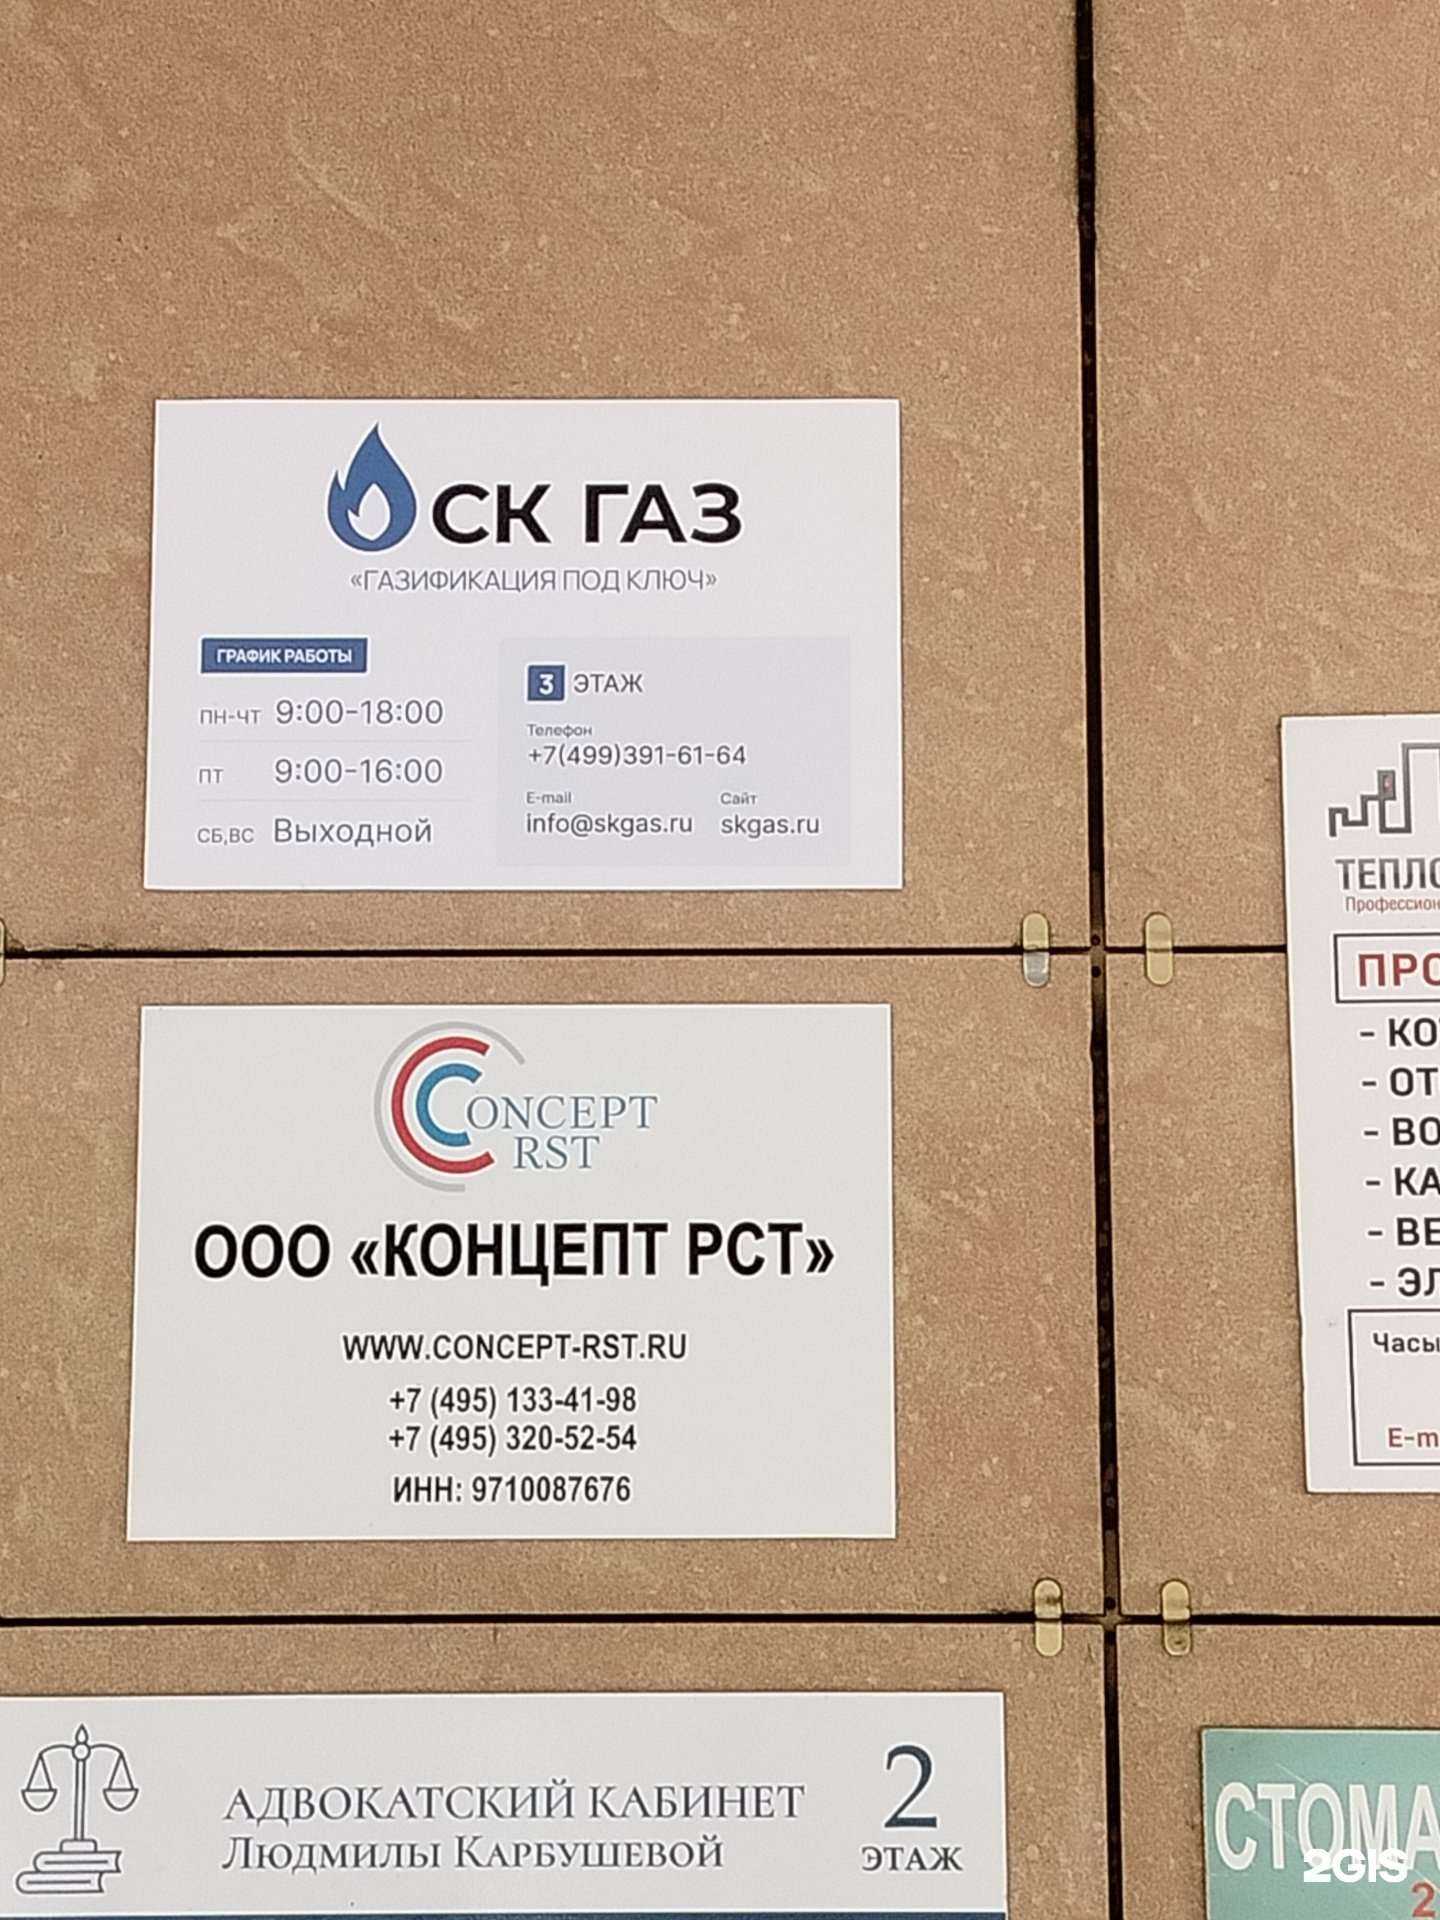 СК ГАЗ
«ГАЗИФИКАЦИЯ ПОД КЛЮЧ»
ГРАФИК РАБОТЫ
ПН-ЧТ 9:00-18:00
ПТ 9:00-16:00
СБ,ВС Выходной
3 ЭТАЖ
Телефон
+7(499)391-61-64
E-mail Сайт
info@skgas.ru skgas.ru
CONCEPT
RST
ООО «КОНЦЕПТ РСТ»
WWW.CONCEPT-RST.RU
+7 (495) 133-41-98
+7 (495) 320-52-54
ИНН: 9710087676
АДВОКАТСКИЙ КАБИНЕТ
Людмилы Карбушевой
2
ЭТАЖ
Часы
2GIS